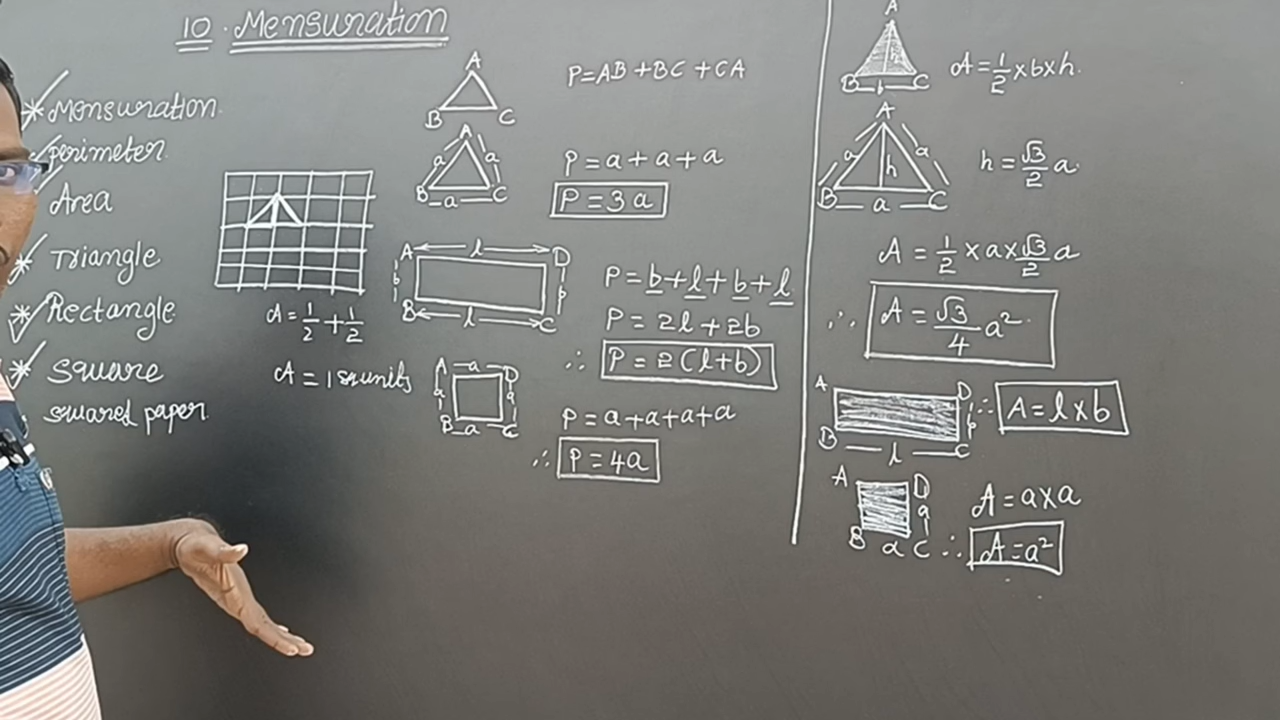 10. Mensuration
Mensuration
Perimeter
Area
Triangle
Rectangle
Square
squared paper
A = 1/2 + 1/2
A = 1 sq units
A
B C
P = AB + BC + CA
A
a a
B a C
P = a + a + a
P = 3a
A l D
b b
B l C
P = b + l + b + l
P = 2l + 2b
∴ P = 2(l+b)
A a D
a a
B a C
P = a+a+a+a
∴ P = 4a
A
h
B b C
A = 1/2 × b × h.
A
a h a
B a C
h = √3/2 a
A = 1/2 × a × √3/2 a
∴ A = √3/4 a²
A D
b
B l C
∴ A = l × b
A D
a
B a C
A = a × a
∴ A = a²